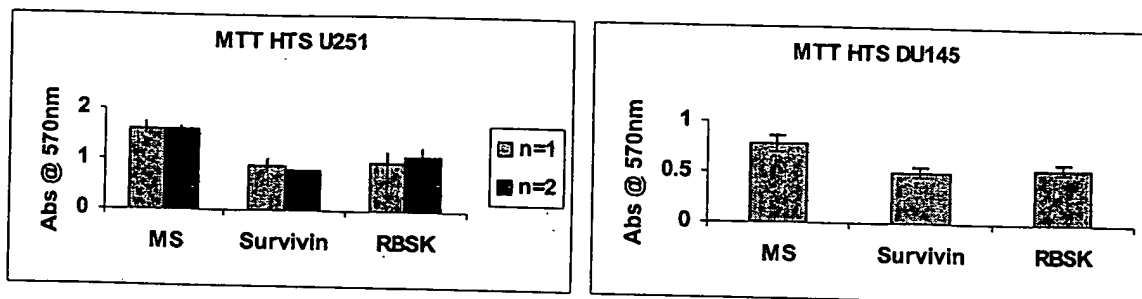 MTT HTS U251
Abs @ 570nm
2
1
0
MS Survivin RBSK
n=1
n=2
MTT HTS DU145
Abs @ 570nm
1
0.5
0
MS Survivin RBSK